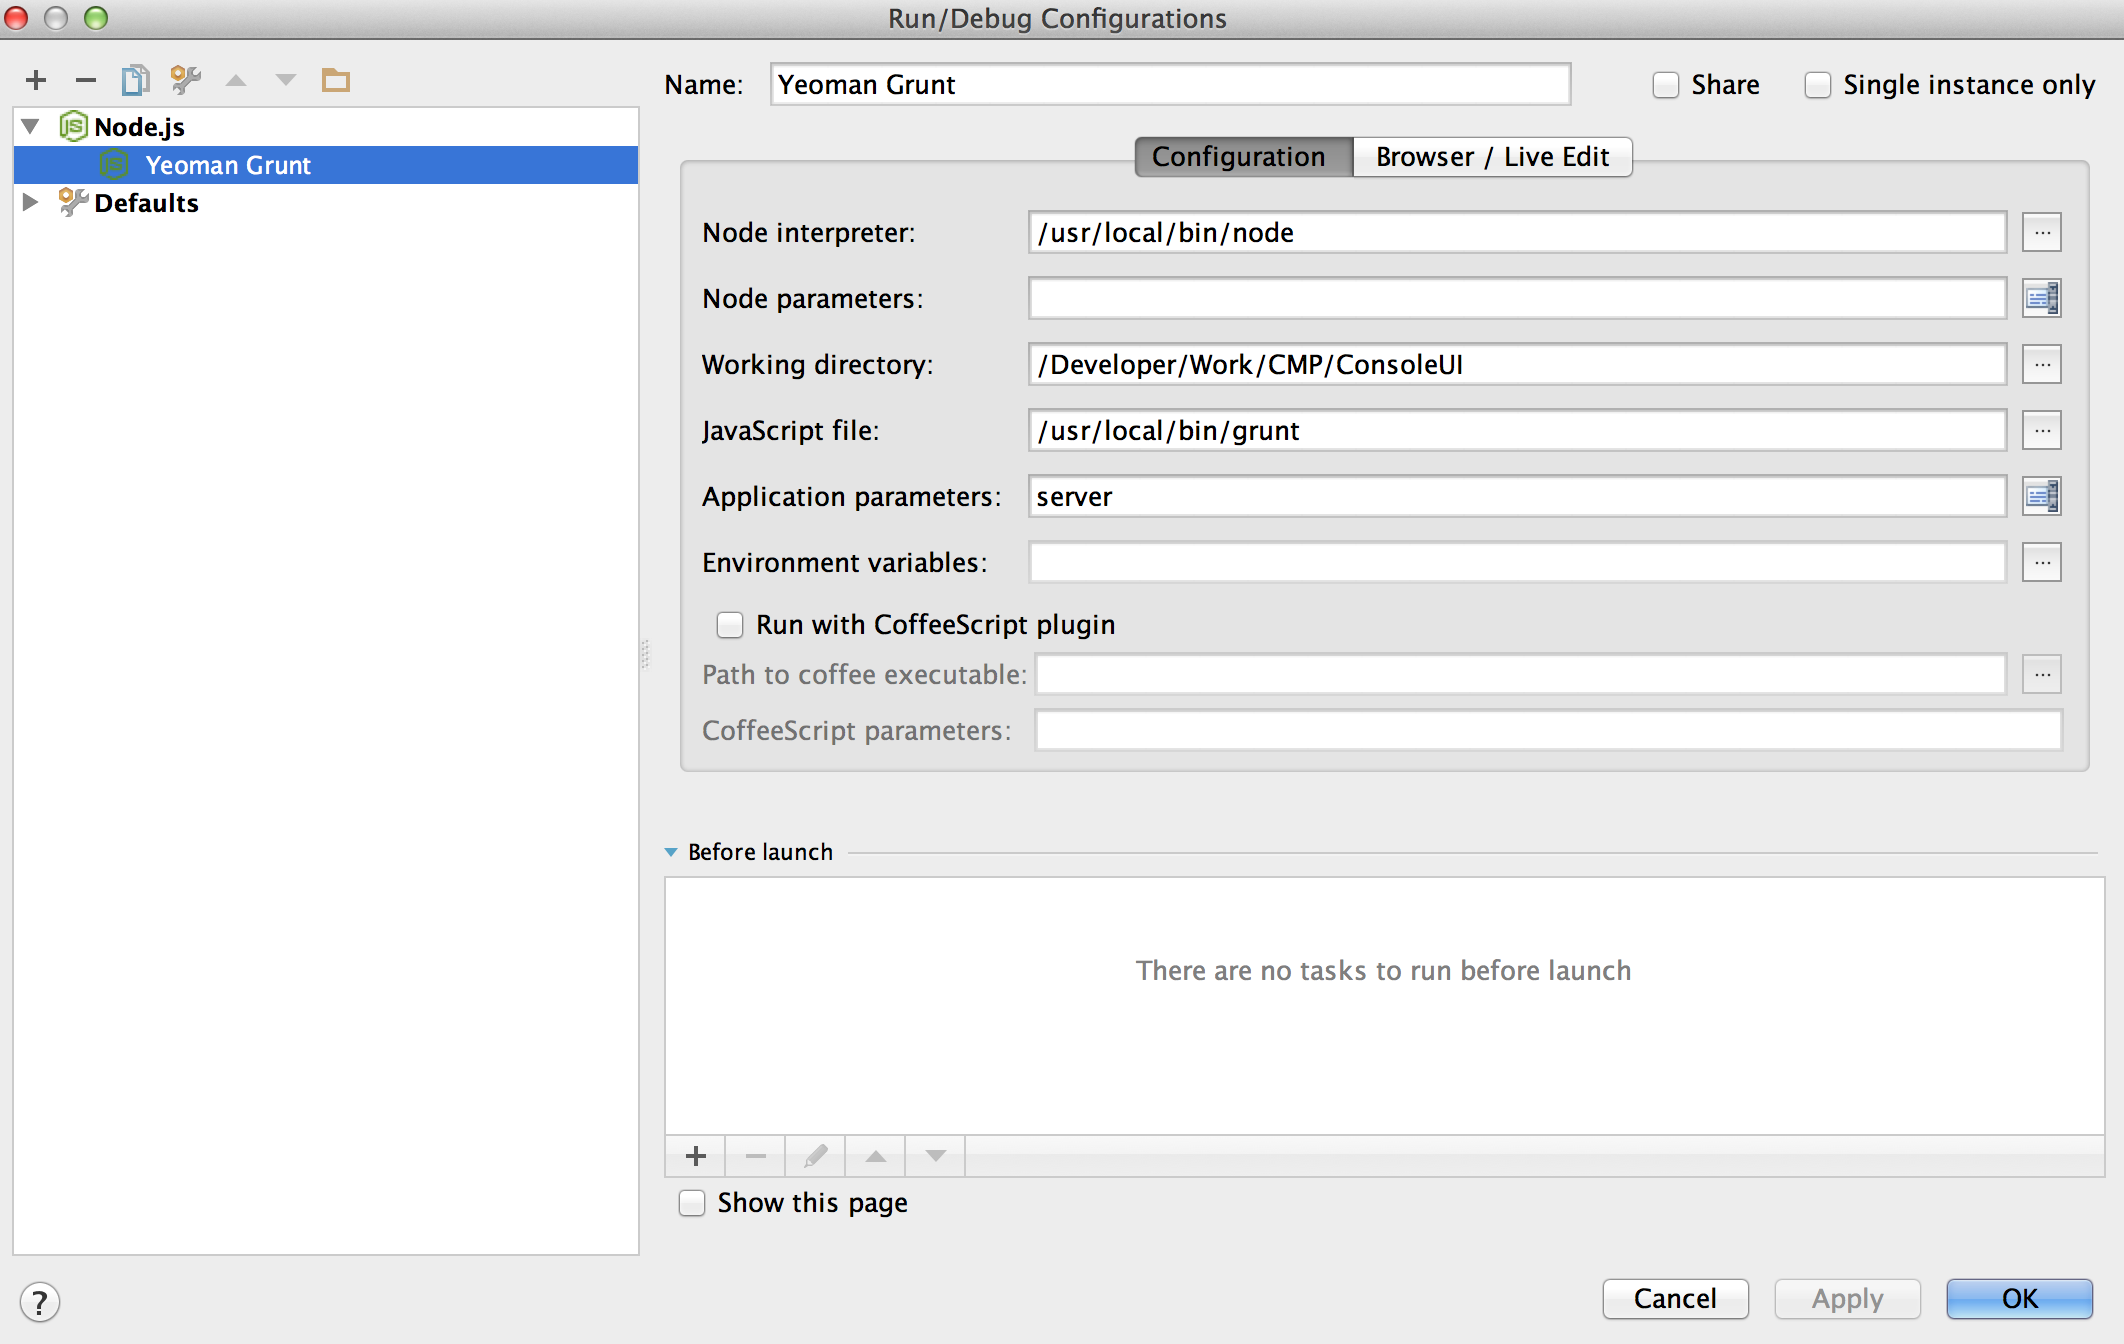 Run/Debug Configurations
Name: Yeoman Grunt Share Single instance only
Node.js
Yeoman Grunt
Defaults
Configuration Browser / Live Edit
Node interpreter: /usr/local/bin/node ...
Node parameters:
Working directory: /Developer/Work/CMP/ConsoleUI ...
JavaScript file: /usr/local/bin/grunt ...
Application parameters: server
Environment variables: ...
Run with CoffeeScript plugin
Path to coffee executable: ...
CoffeeScript parameters:
Before launch
There are no tasks to run before launch
Show this page
? Cancel Apply OK